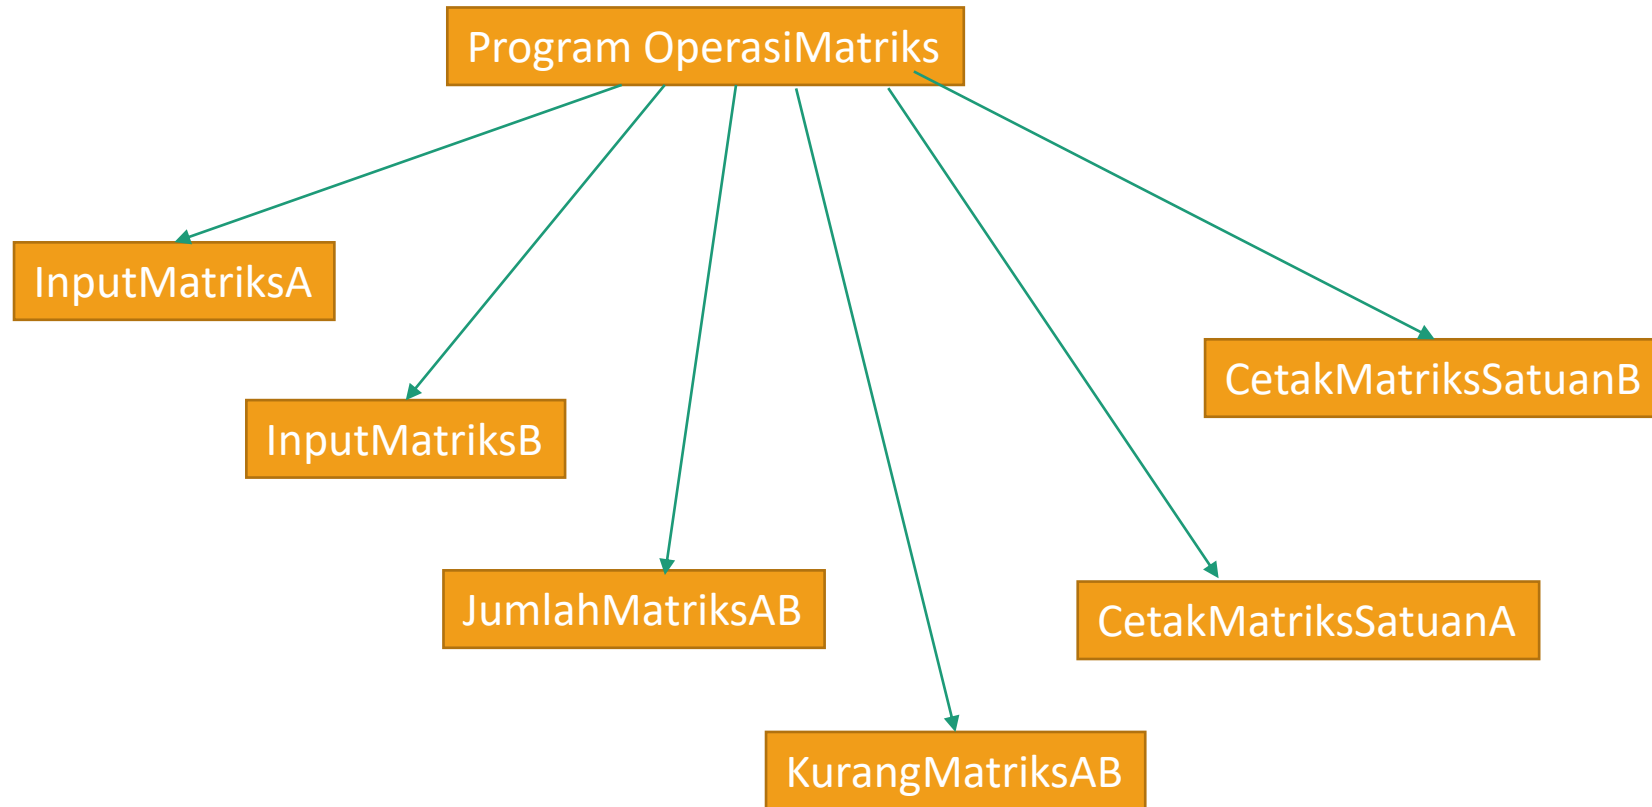 Program OperasiMatriks
InputMatriksA
InputMatriksB
JumlahMatriksAB
KurangMatriksAB
CetakMatriksSatuanA
CetakMatriksSatuanB